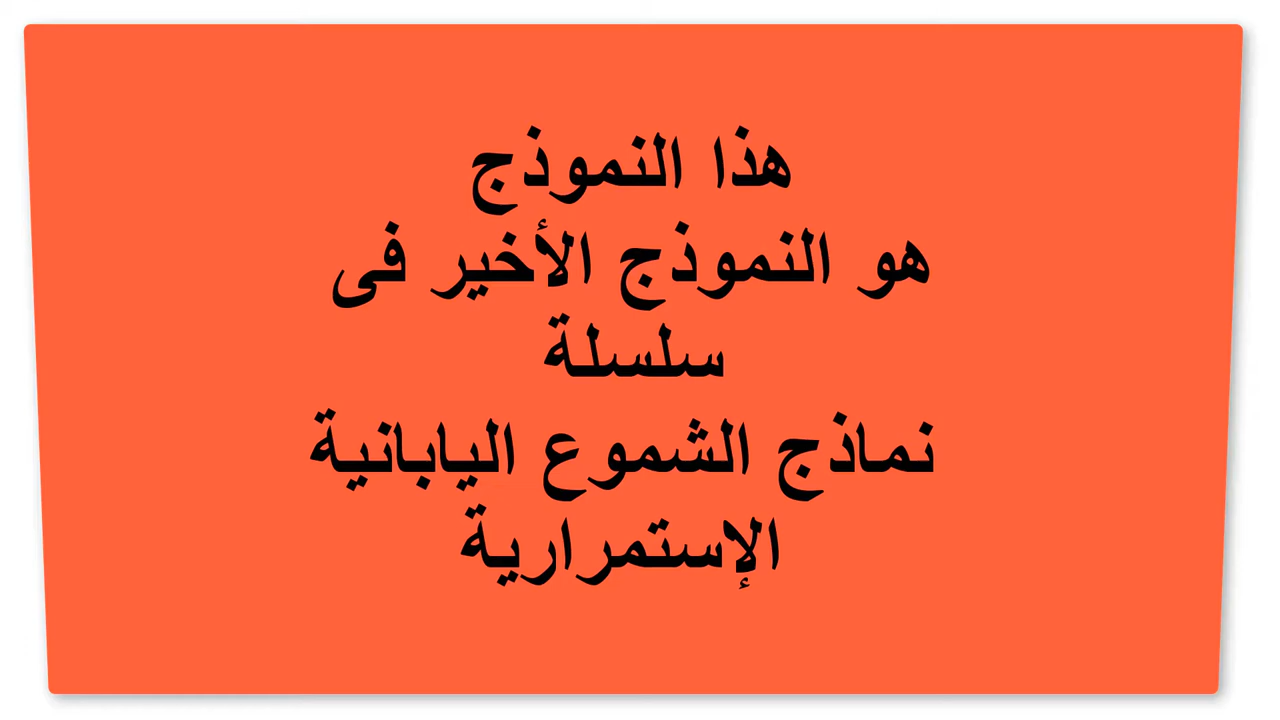 هذا النموذج
هو النموذج الأخير فى
سلسلة
نماذج الشموع اليابانية
الإستمرارية